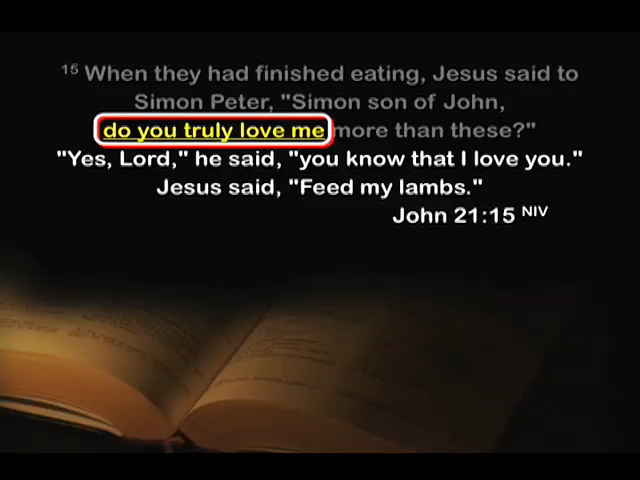 15 When they had finished eating, Jesus said to
Simon Peter, "Simon son of John,
do you truly love me more than these?"
"Yes, Lord," he said, "you know that I love you."
Jesus said, "Feed my lambs."
John 21:15 NIV